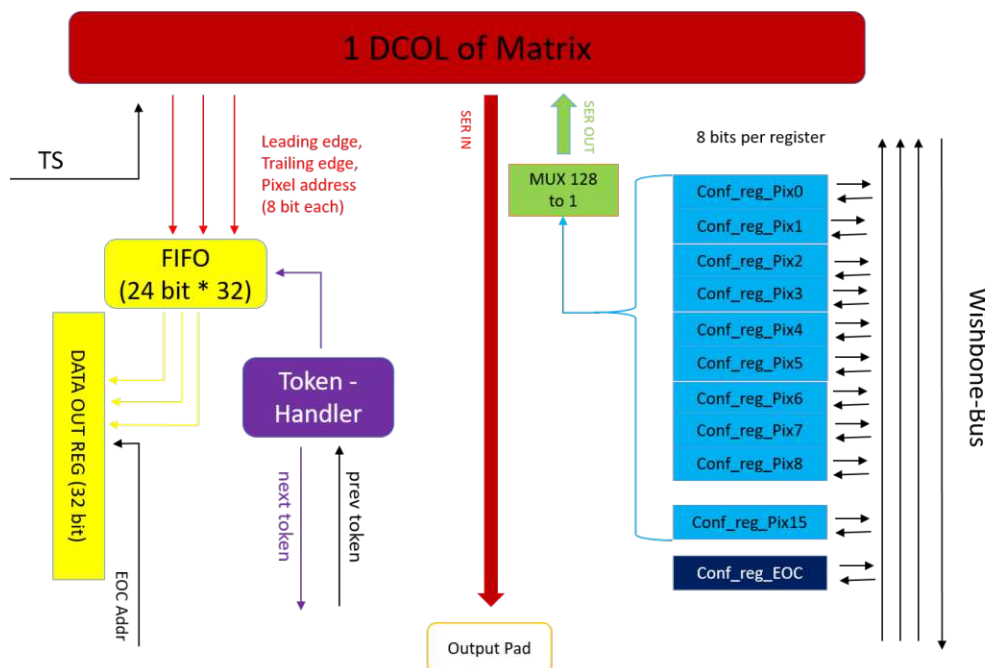 1 DCOL of Matrix
TS
Leading edge,
Trailing edge,
Pixel address
(8 bit each)
SER IN
SER OUT
8 bits per register
MUX 128
to 1
FIFO
(24 bit * 32)
DATA OUT REG (32 bit)
EOC Addr
Token -
Handler
next token
prev token
Conf_reg_Pix0
Conf_reg_Pix1
Conf_reg_Pix2
Conf_reg_Pix3
Conf_reg_Pix4
Conf_reg_Pix5
Conf_reg_Pix6
Conf_reg_Pix7
Conf_reg_Pix8
Conf_reg_Pix15
Conf_reg_EOC
Wishbone-Bus
Output Pad